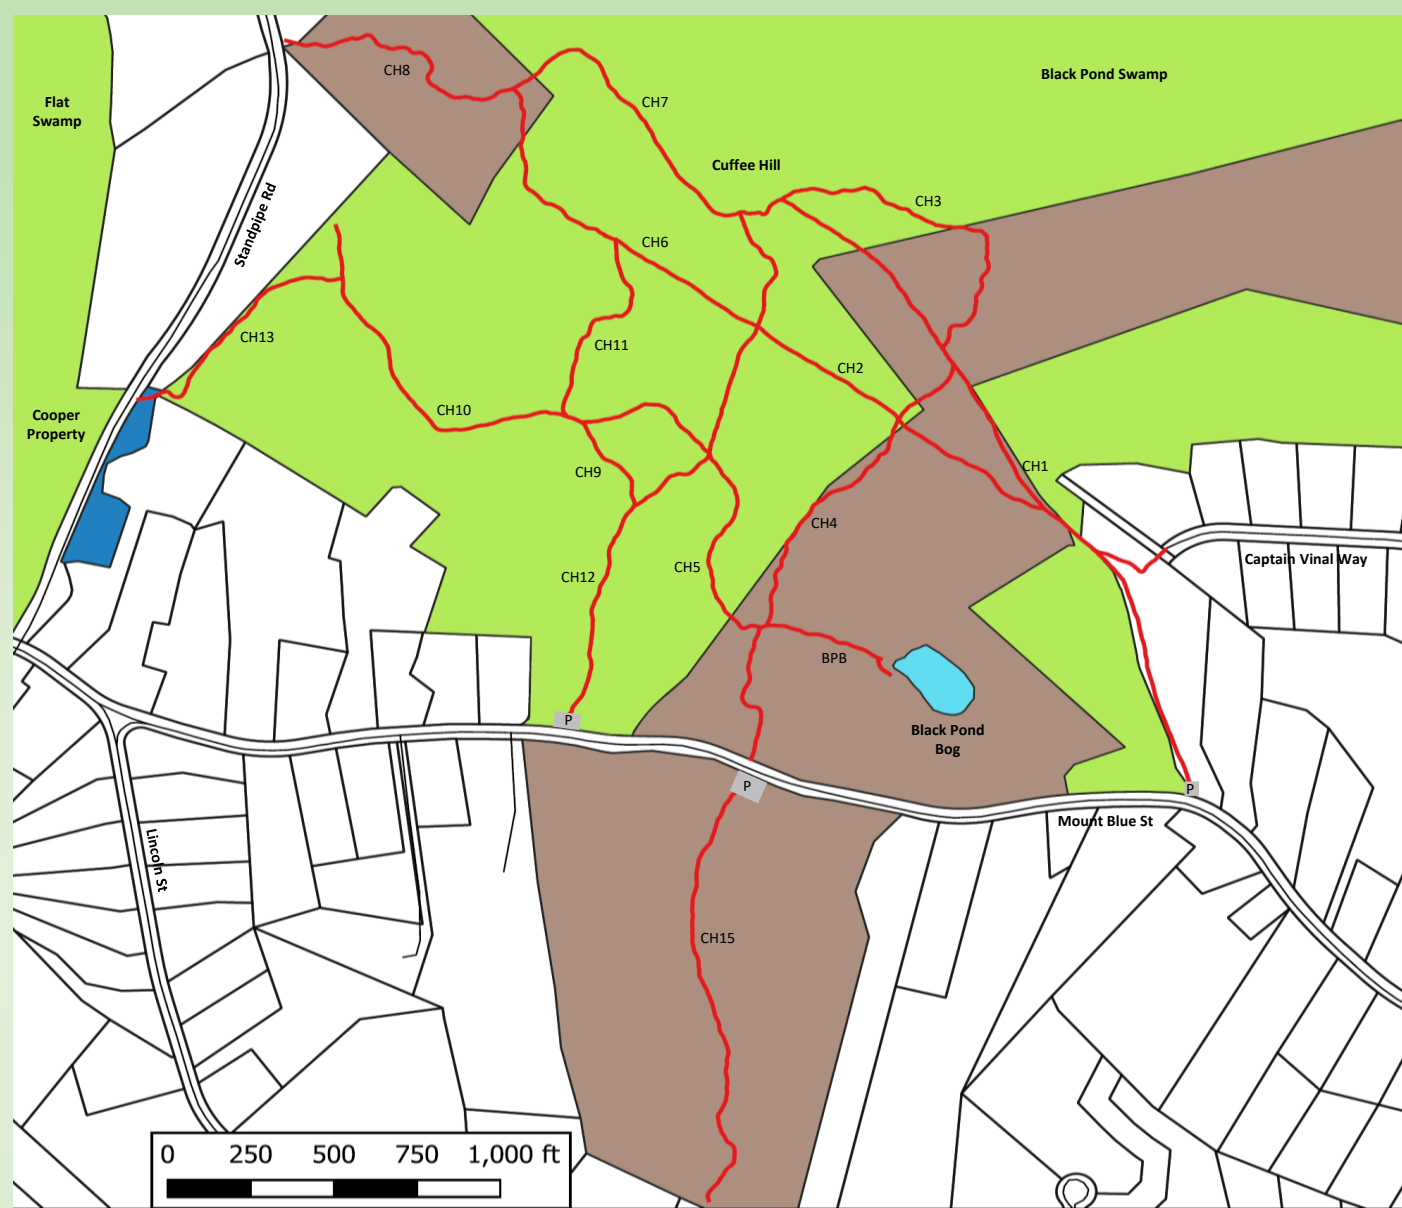 CH8
Black Pond Swamp
Flat
Swamp
CH7
Cuffee Hill
CH3
Standpipe Rd
CH6
CH13
CH11
CH2
CH10
Cooper
Property
CH9
CH1
CH4
Captain Vinal Way
CH5
CH12
BPB
P
Black Pond
Bog
P
P
Mount Blue St
Lincoln St
CH15
0 250 500 750 1,000 ft